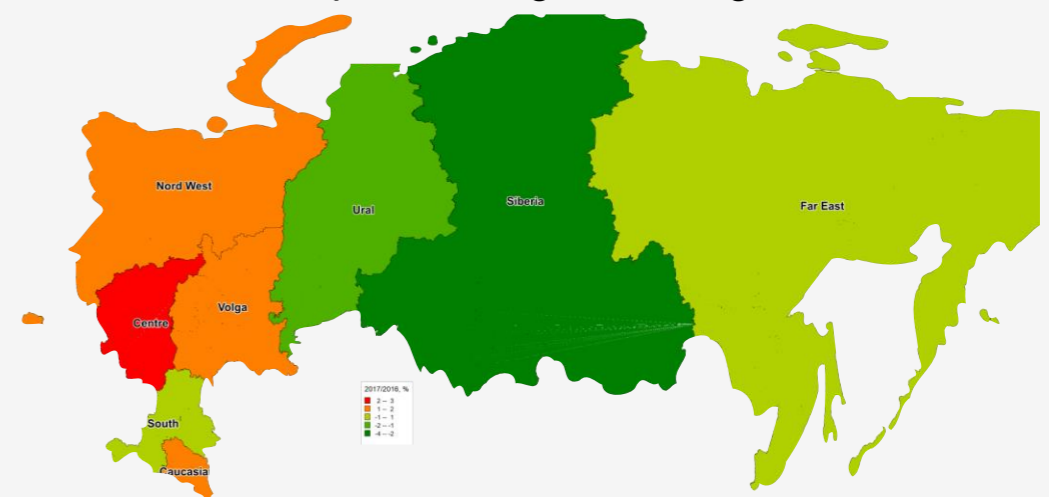 Nord West
Ural
Siberia
Far East
Volga
Centre
South
Caucasia
2017/2016, %
2 – 3
1 – 2
-1 – 1
-2 – -1
-4 – -2